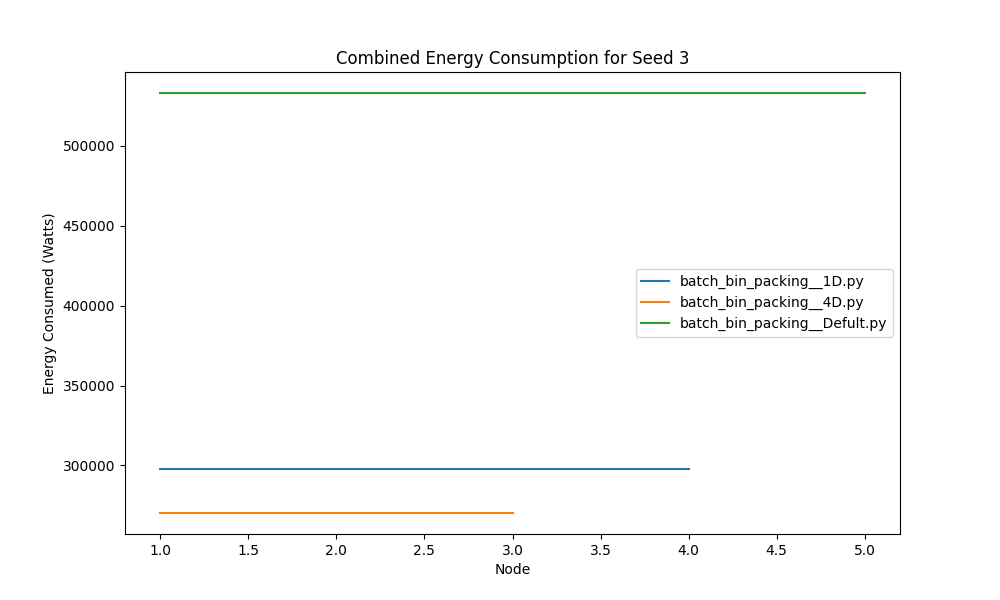 Combined Energy Consumption for Seed 3
Energy Consumed (Watts)
500000
450000
400000
350000
300000
batch_bin_packing__1D.py
batch_bin_packing__4D.py
batch_bin_packing__Defult.py
1.0 1.5 2.0 2.5 3.0 3.5 4.0 4.5 5.0
Node